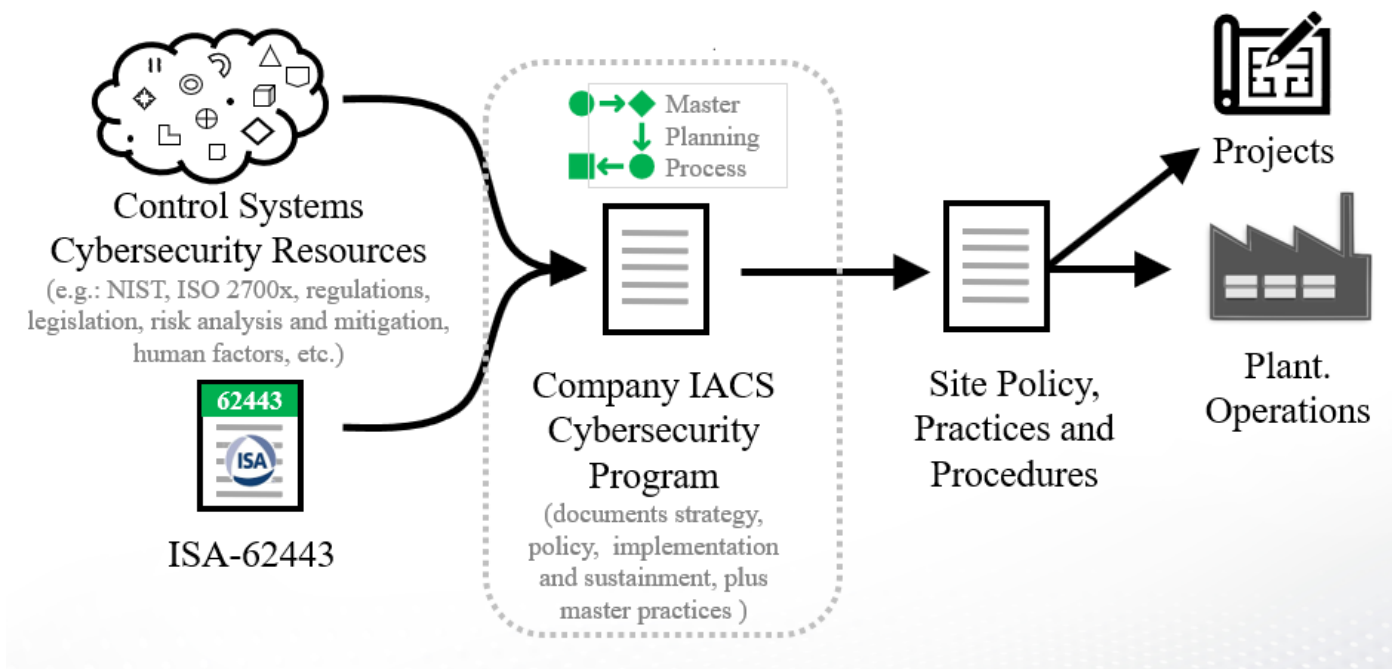 Control Systems
Cybersecurity Resources
(e.g.: NIST, ISO 2700x, regulations,
legislation, risk analysis and mitigation,
human factors, etc.)
62443
ISA
ISA-62443
Master
Planning
Process
Company IACS
Cybersecurity
Program
(documents strategy,
policy, implementation
and sustainment, plus
master practices )
Site Policy,
Practices and
Procedures
Projects
Plant.
Operations